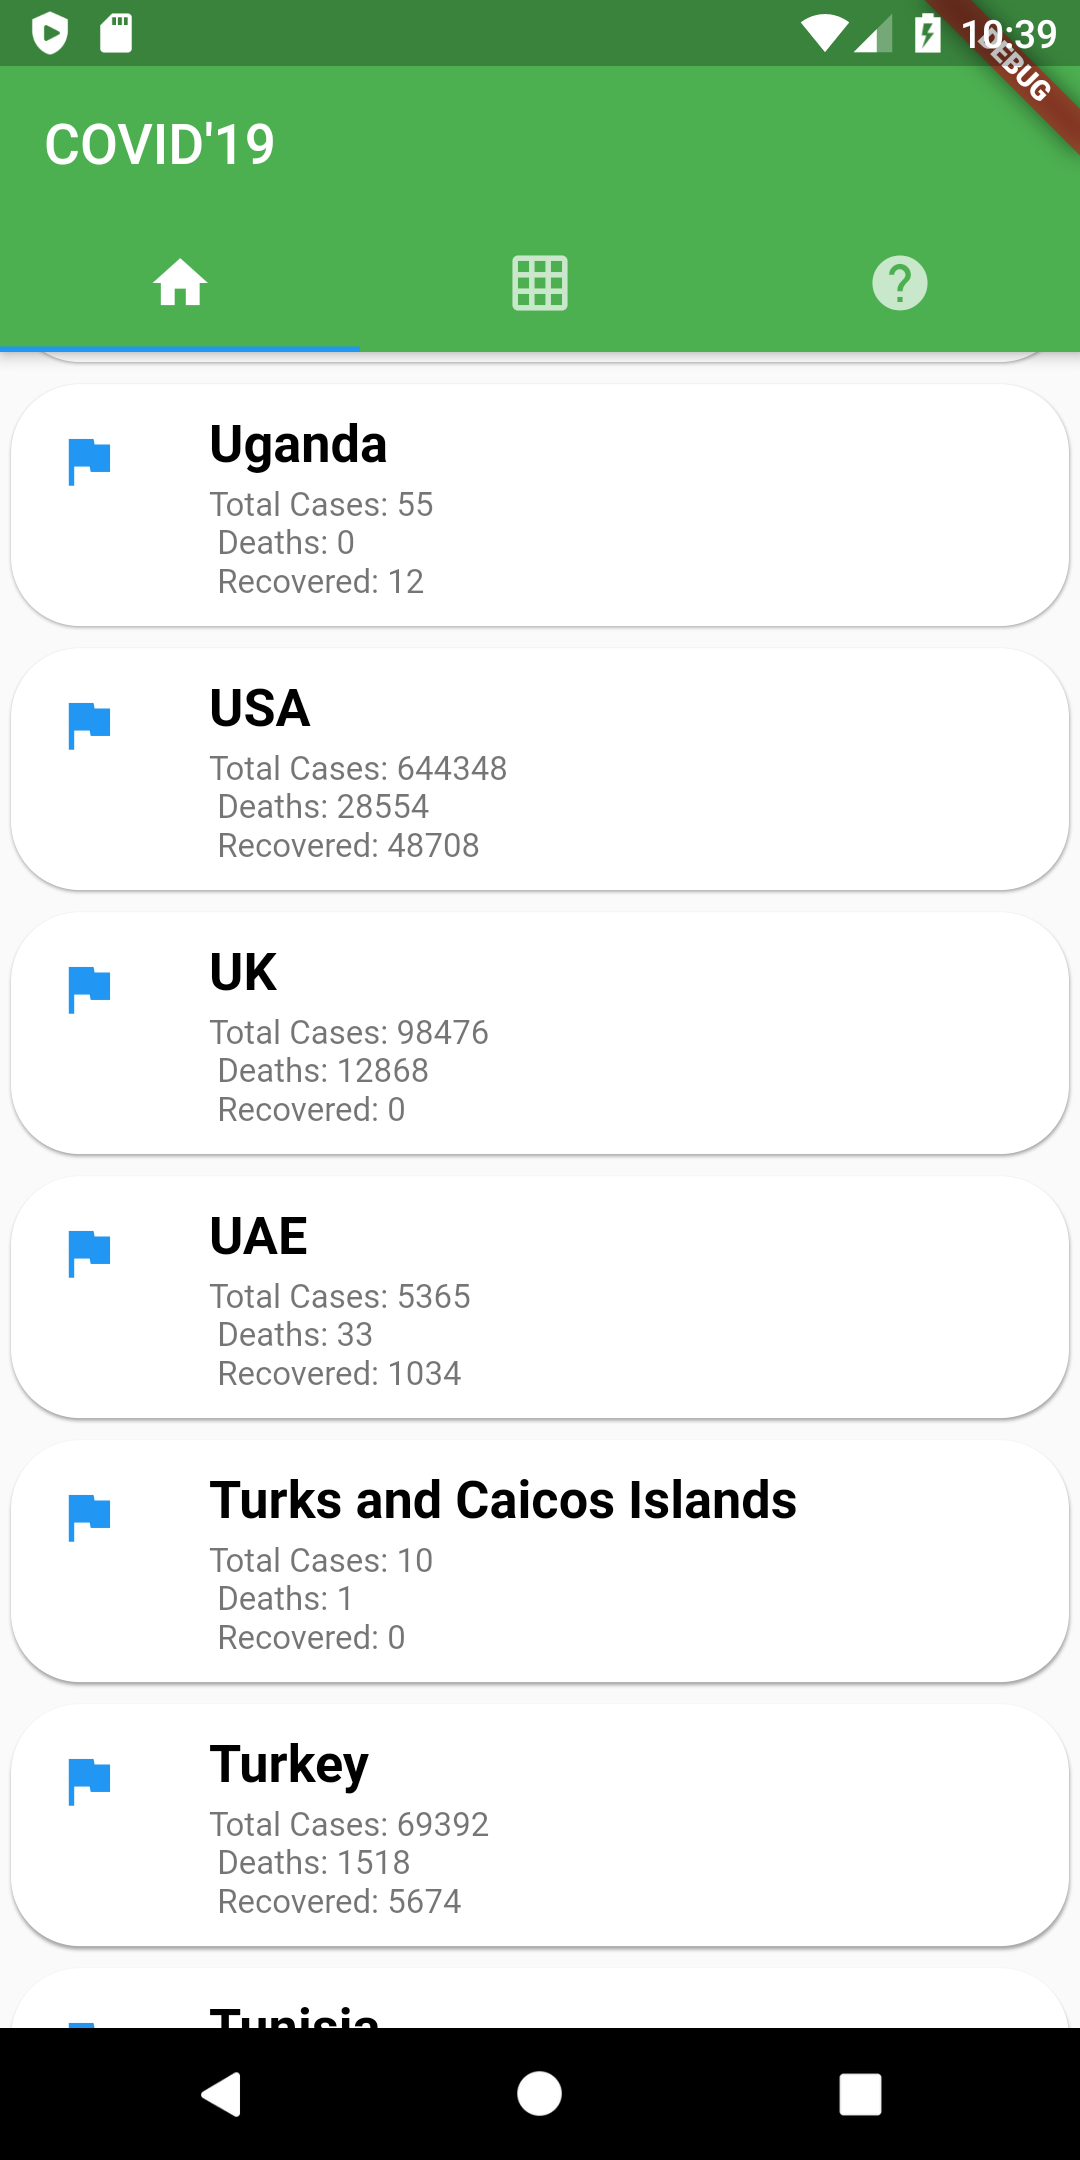 10:39
DEBUG
COVID'19
Uganda
Total Cases: 55
Deaths: 0
Recovered: 12
USA
Total Cases: 644348
Deaths: 28554
Recovered: 48708
UK
Total Cases: 98476
Deaths: 12868
Recovered: 0
UAE
Total Cases: 5365
Deaths: 33
Recovered: 1034
Turks and Caicos Islands
Total Cases: 10
Deaths: 1
Recovered: 0
Turkey
Total Cases: 69392
Deaths: 1518
Recovered: 5674
Tunisia